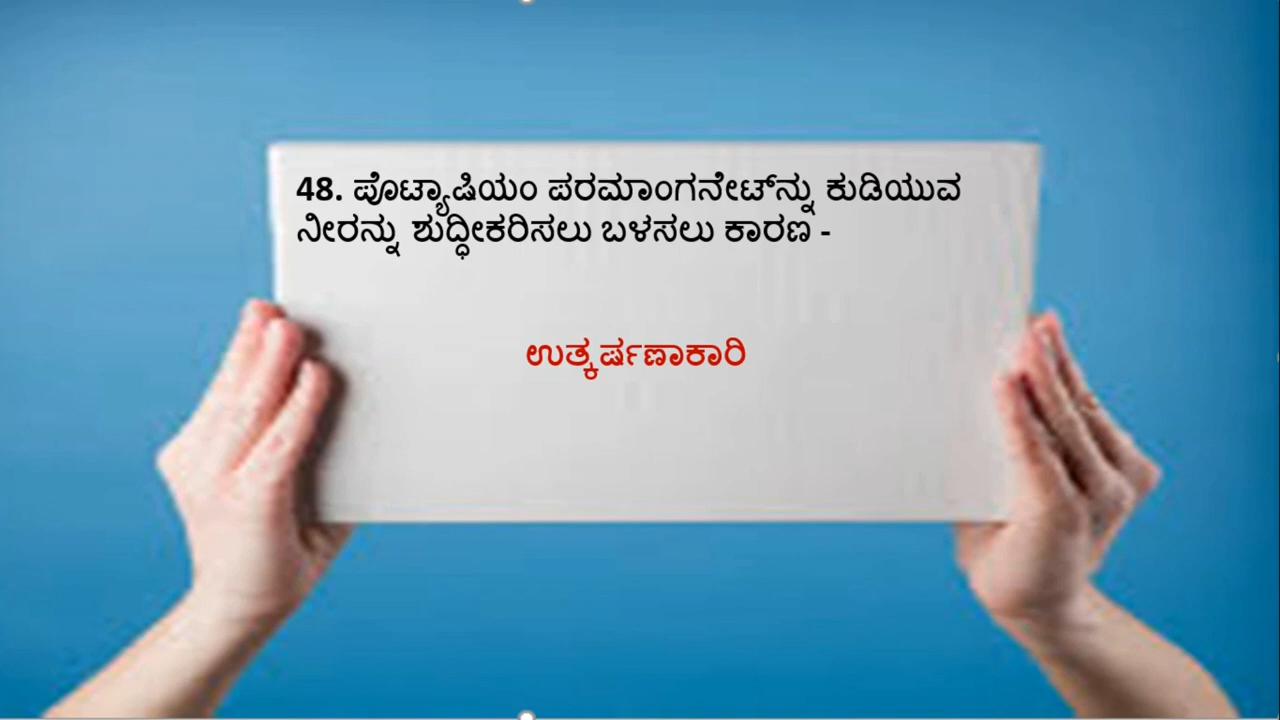 48. ಪೊಟ್ಯಾಷಿಯಂ ಪರಮಾಂಗನೇಟ್‌ನ್ನು ಕುಡಿಯುವ
ನೀರನ್ನು ಶುದ್ಧೀಕರಿಸಲು ಬಳಸಲು ಕಾರಣ -
ಉತ್ಕರ್ಷಣಾಕಾರಿ